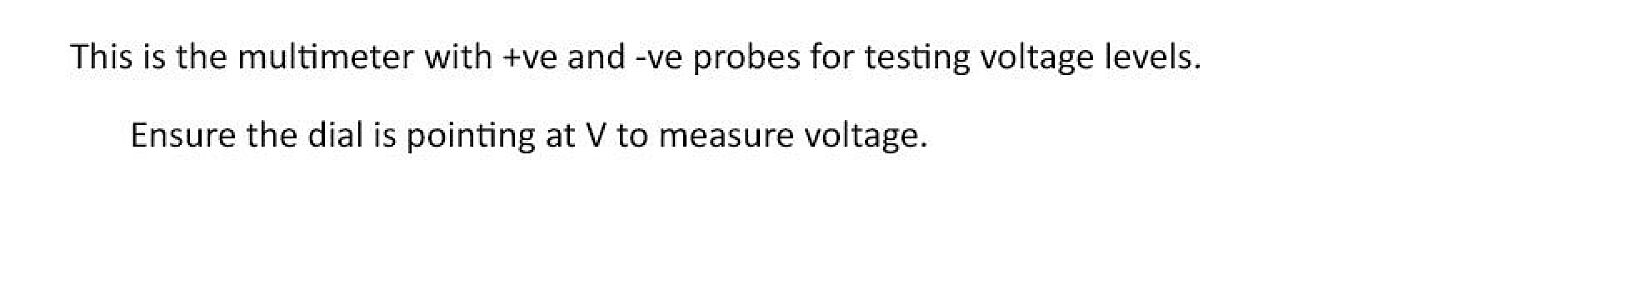 This is the multimeter with +ve and -ve probes for testing voltage levels.
Ensure the dial is pointing at V to measure voltage.